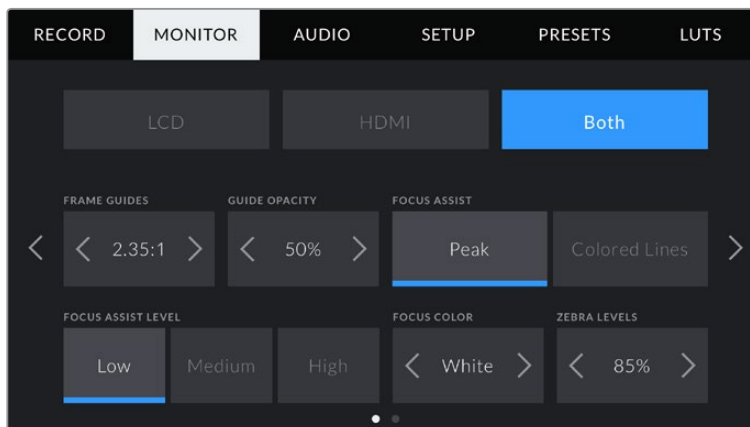 RECORD MONITOR AUDIO SETUP PRESETS LUTS
LCD HDMI Both
FRAME GUIDES GUIDE OPACITY FOCUS ASSIST
2.35:1 50% Peak Colored Lines
FOCUS ASSIST LEVEL FOCUS COLOR ZEBRA LEVELS
Low Medium High White 85%